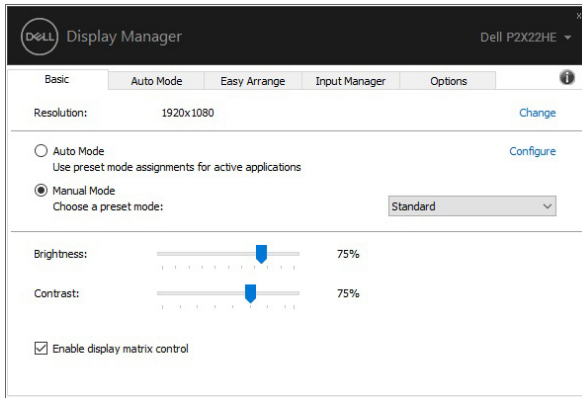 DELL Display Manager
Dell P2X22HE
Basic Auto Mode Easy Arrange Input Manager Options
Resolution: 1920x1080 Change
Auto Mode Configure
Use preset mode assignments for active applications
Manual Mode
Choose a preset mode: Standard
Brightness: 75%
Contrast: 75%
Enable display matrix control